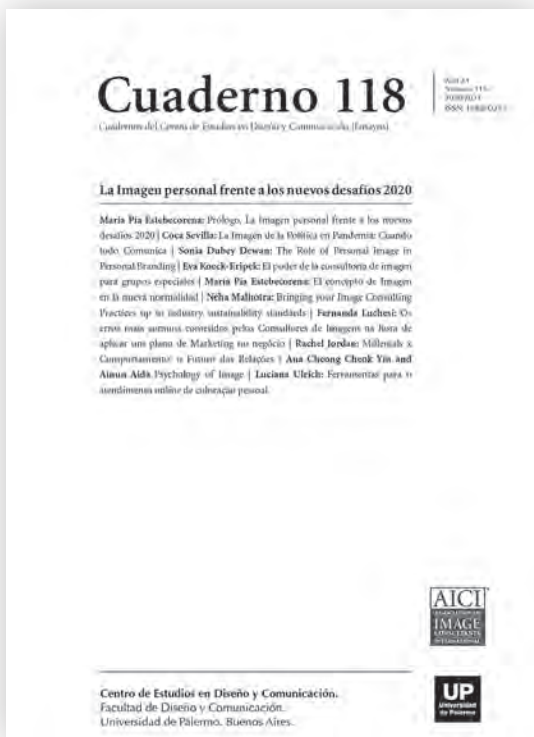 Cuaderno 118
Cuadernos del Centro de Estudios en Diseño y Comunicación [Ensayos]
La Imagen personal frente a los nuevos desafíos 2020
María Pía Estebecorena: Prólogo, La Imagen personal frente a los nuevos
desafíos 2020 | Coca Sevilla: La Imagen de la Política en Pandemia: Cuando
todo Comunica | Sonia Dubey Dewan: The Role of Personal Image in
Personal Branding | Eva Koeck-Eripek: El poder de la consultoría de imagen
para grupos especiales | María Pía Estebecorena: El concepto de Imagen
en la nueva normalidad | Neha Malhotra: Bringing your Image Consulting
Practices up to industry sustainability standards | Fernanda Luchesi: Os
erros mais comuns cometidos pelos Consultores de Imagem na hora de
aplicar um plano de Marketing no negócio | Rachel Jordan: Millenials x
Comportamento: o Futuro das Relações | Ana Cheong Cheok Yin and
Ainun Aida: Psychology of Image | Luciana Ulrich: Ferramentas para o
atendimento online de coloração pessoal.
AICI
ASSOCIATION OF
IMAGE
CONSULTANTS
INTERNATIONAL
Centro de Estudios en Diseño y Comunicación.
Facultad de Diseño y Comunicación.
Universidad de Palermo. Buenos Aires.
UP
Universidad
de Palermo